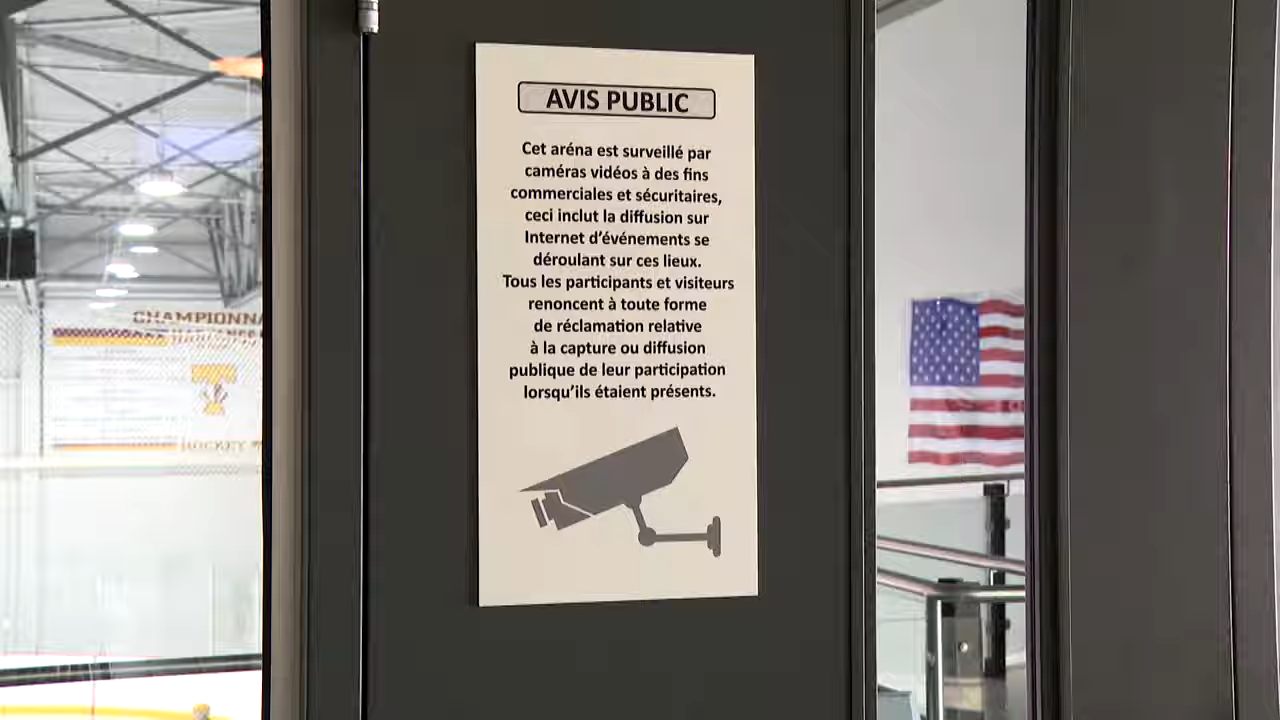 AVIS PUBLIC
Cet aréna est surveillé par
caméras vidéos à des fins
commerciales et sécuritaires,
ceci inclut la diffusion sur
Internet d'événements se
déroulant sur ces lieux.
Tous les participants et visiteurs
renoncent à toute forme
de réclamation relative
à la capture ou diffusion
publique de leur participation
lorsqu'ils étaient présents.
CHAMPIONNA
T
HOCKEY